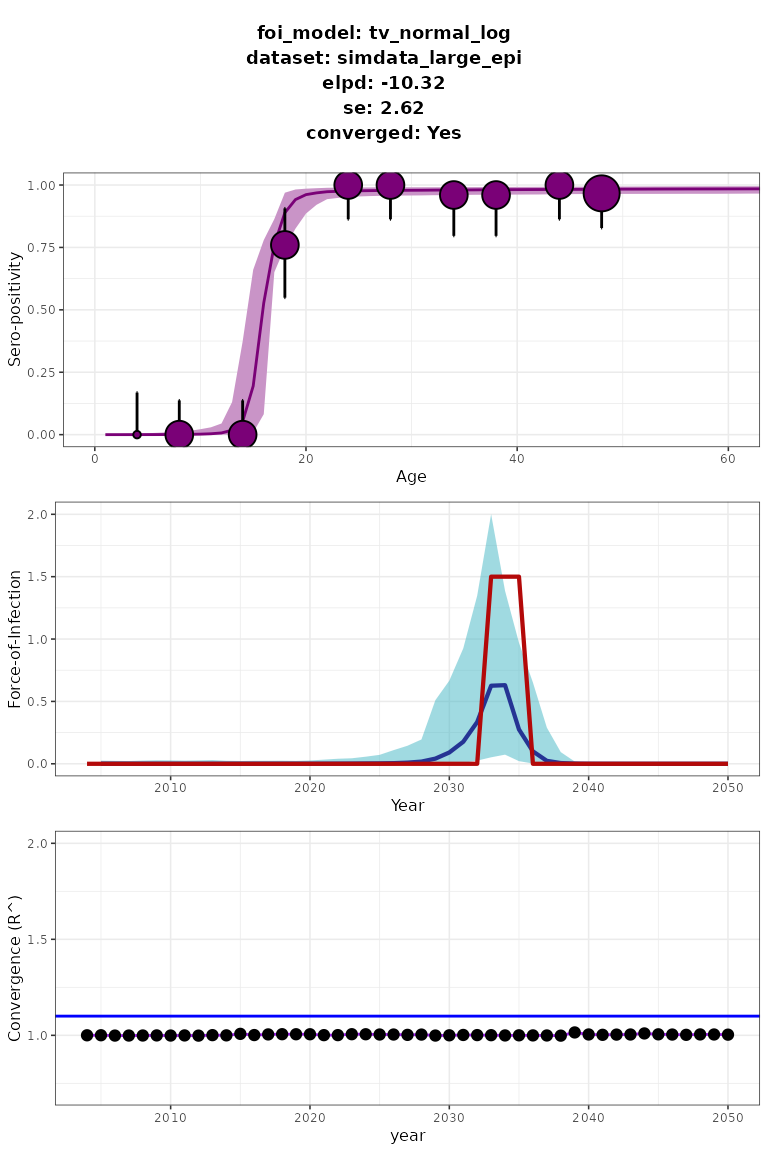 foi_model: tv_normal_log
dataset: simdata_large_epi
elpd: -10.32
se: 2.62
converged: Yes
1.00
0.75
0.50
0.25
0.00
Sero-positivity
0 20 40 60
Age
2.0
1.5
1.0
0.5
0.0
Force-of-Infection
2010 2020 2030 2040 2050
Year
2.0
1.5
1.0
Convergence (R^)
2010 2020 2030 2040 2050
year